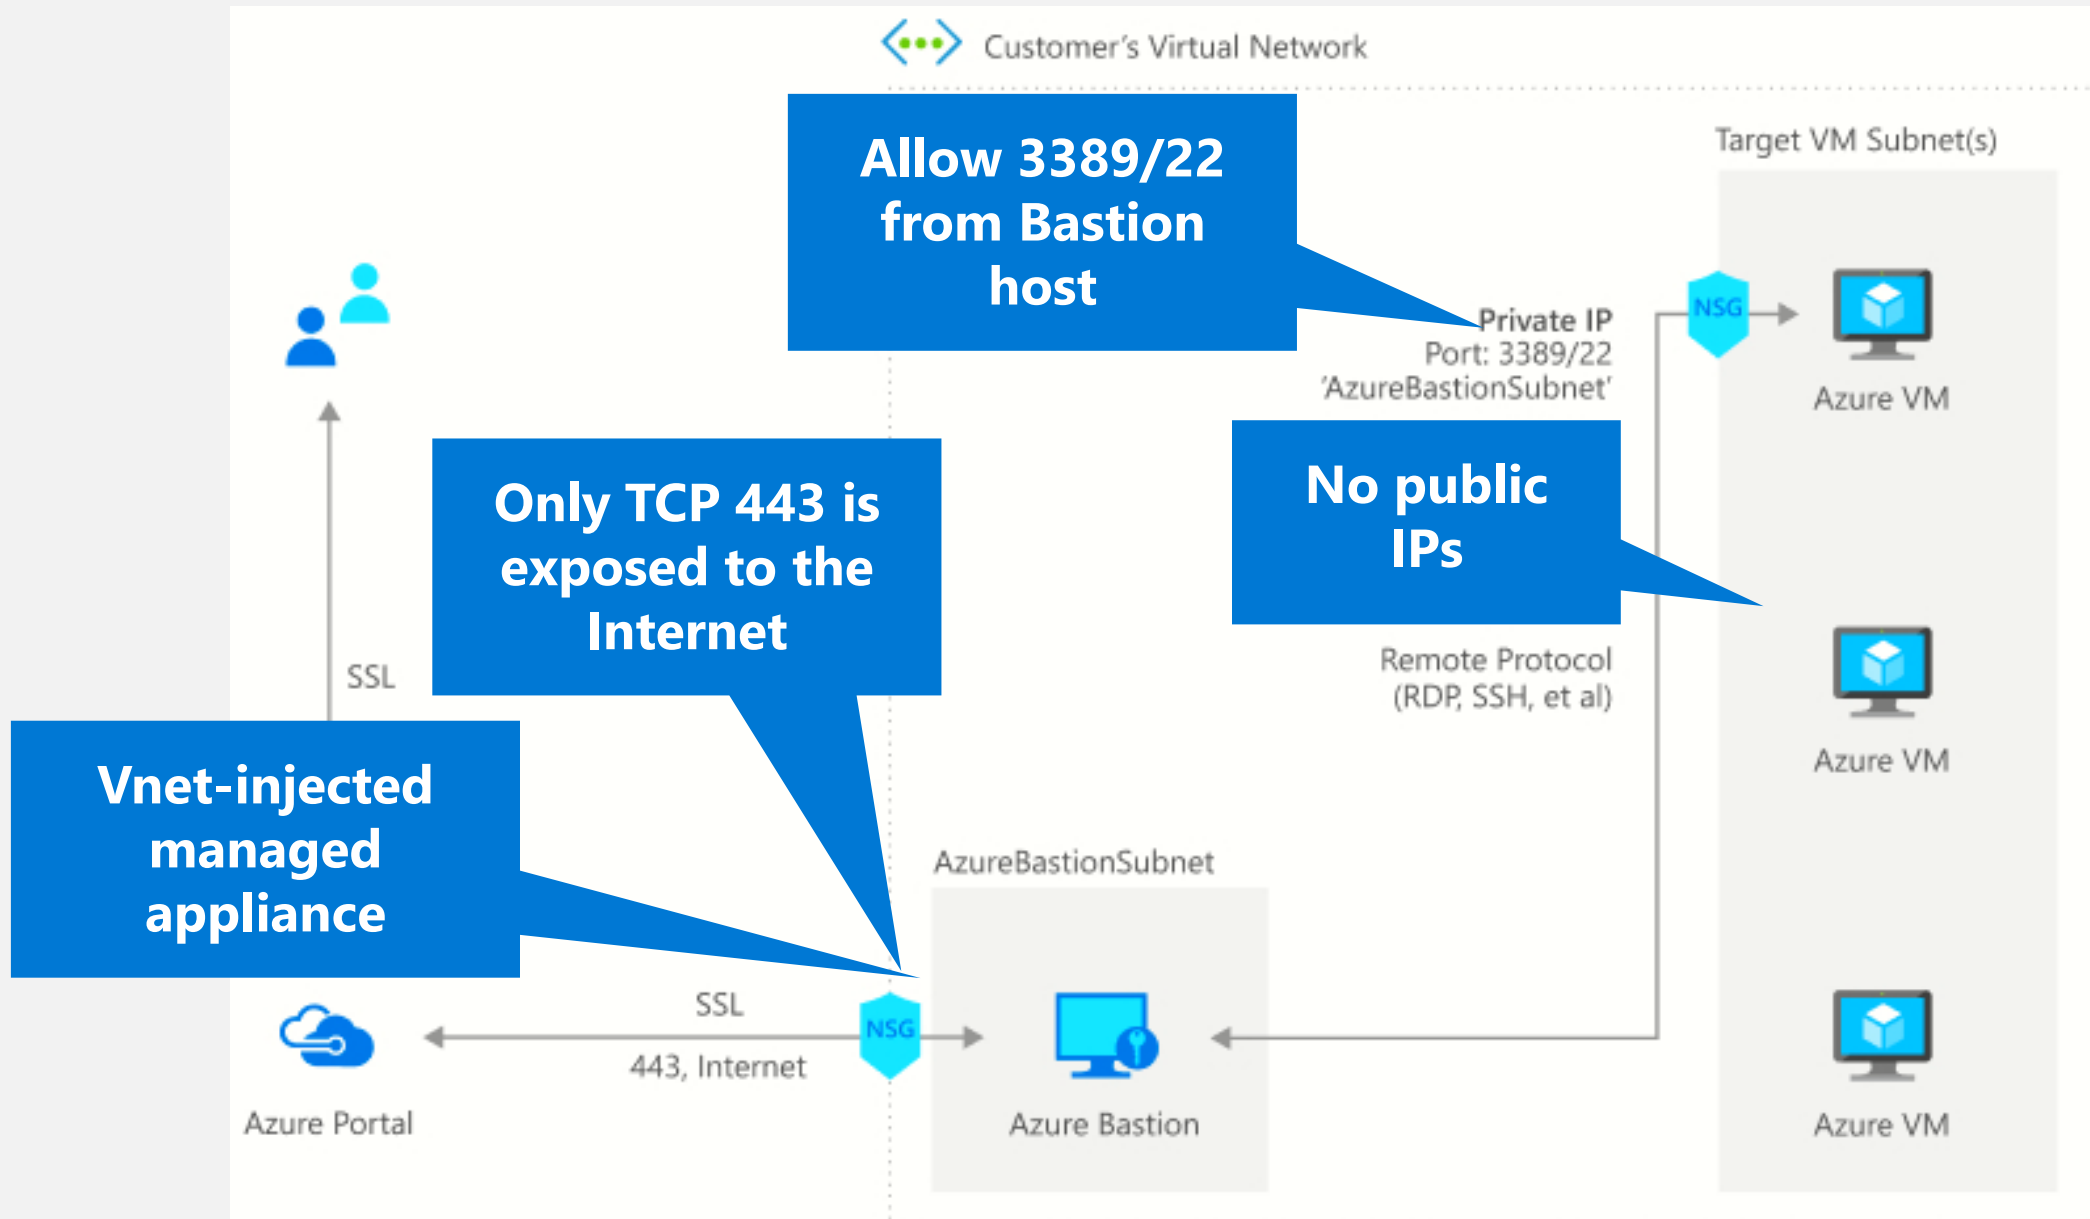 Customer's Virtual Network
Allow 3389/22
from Bastion
host
Target VM Subnet(s)
Private IP
Port: 3389/22
'AzureBastionSubnet'
NSG
Azure VM
Only TCP 443 is
exposed to the
Internet
No public
IPs
SSL
Remote Protocol
(RDP, SSH, et al)
Azure VM
Vnet-injected
managed
appliance
AzureBastionSubnet
SSL
443, Internet
NSG
Azure Portal
Azure Bastion
Azure VM